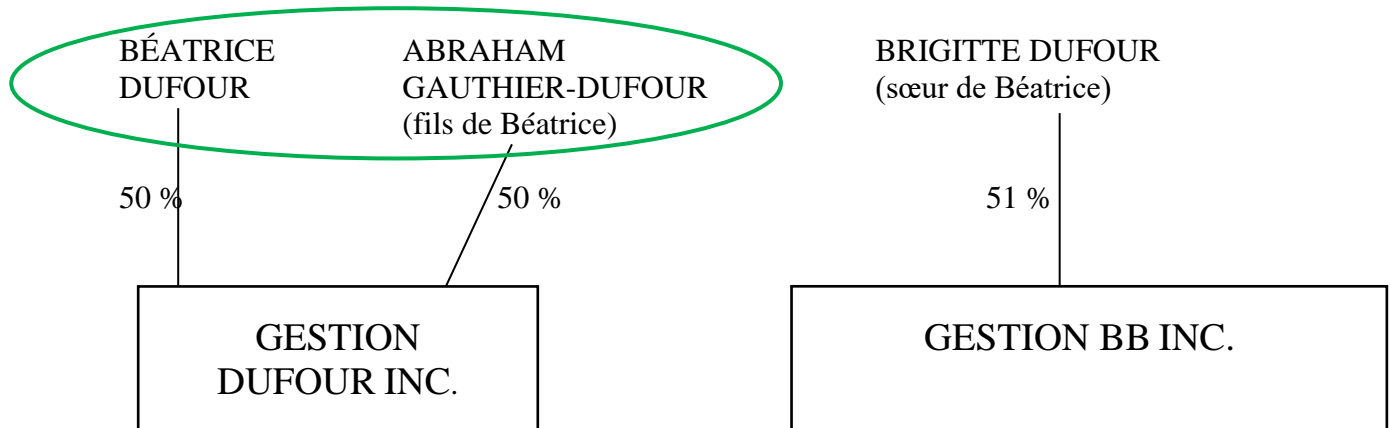 BÉATRICE
DUFOUR
ABRAHAM
GAUTHIER-DUFOUR
(fils de Béatrice)
BRIGITTE DUFOUR
(sœur de Béatrice)
50 %
50 %
51 %
GESTION
DUFOUR INC.
GESTION BB INC.